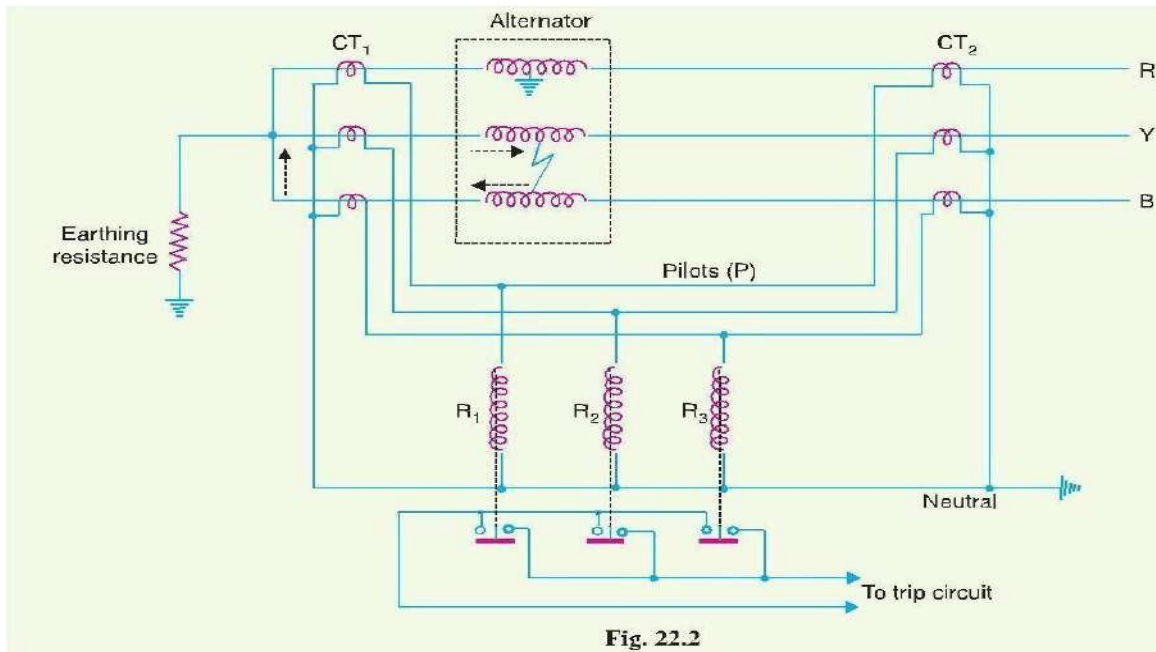 Alternator
CT₁
CT₂
R
Y
B
Earthing
resistance
Pilots (P)
R₁
R₂
R₃
Neutral
To trip circuit
Fig. 22.2